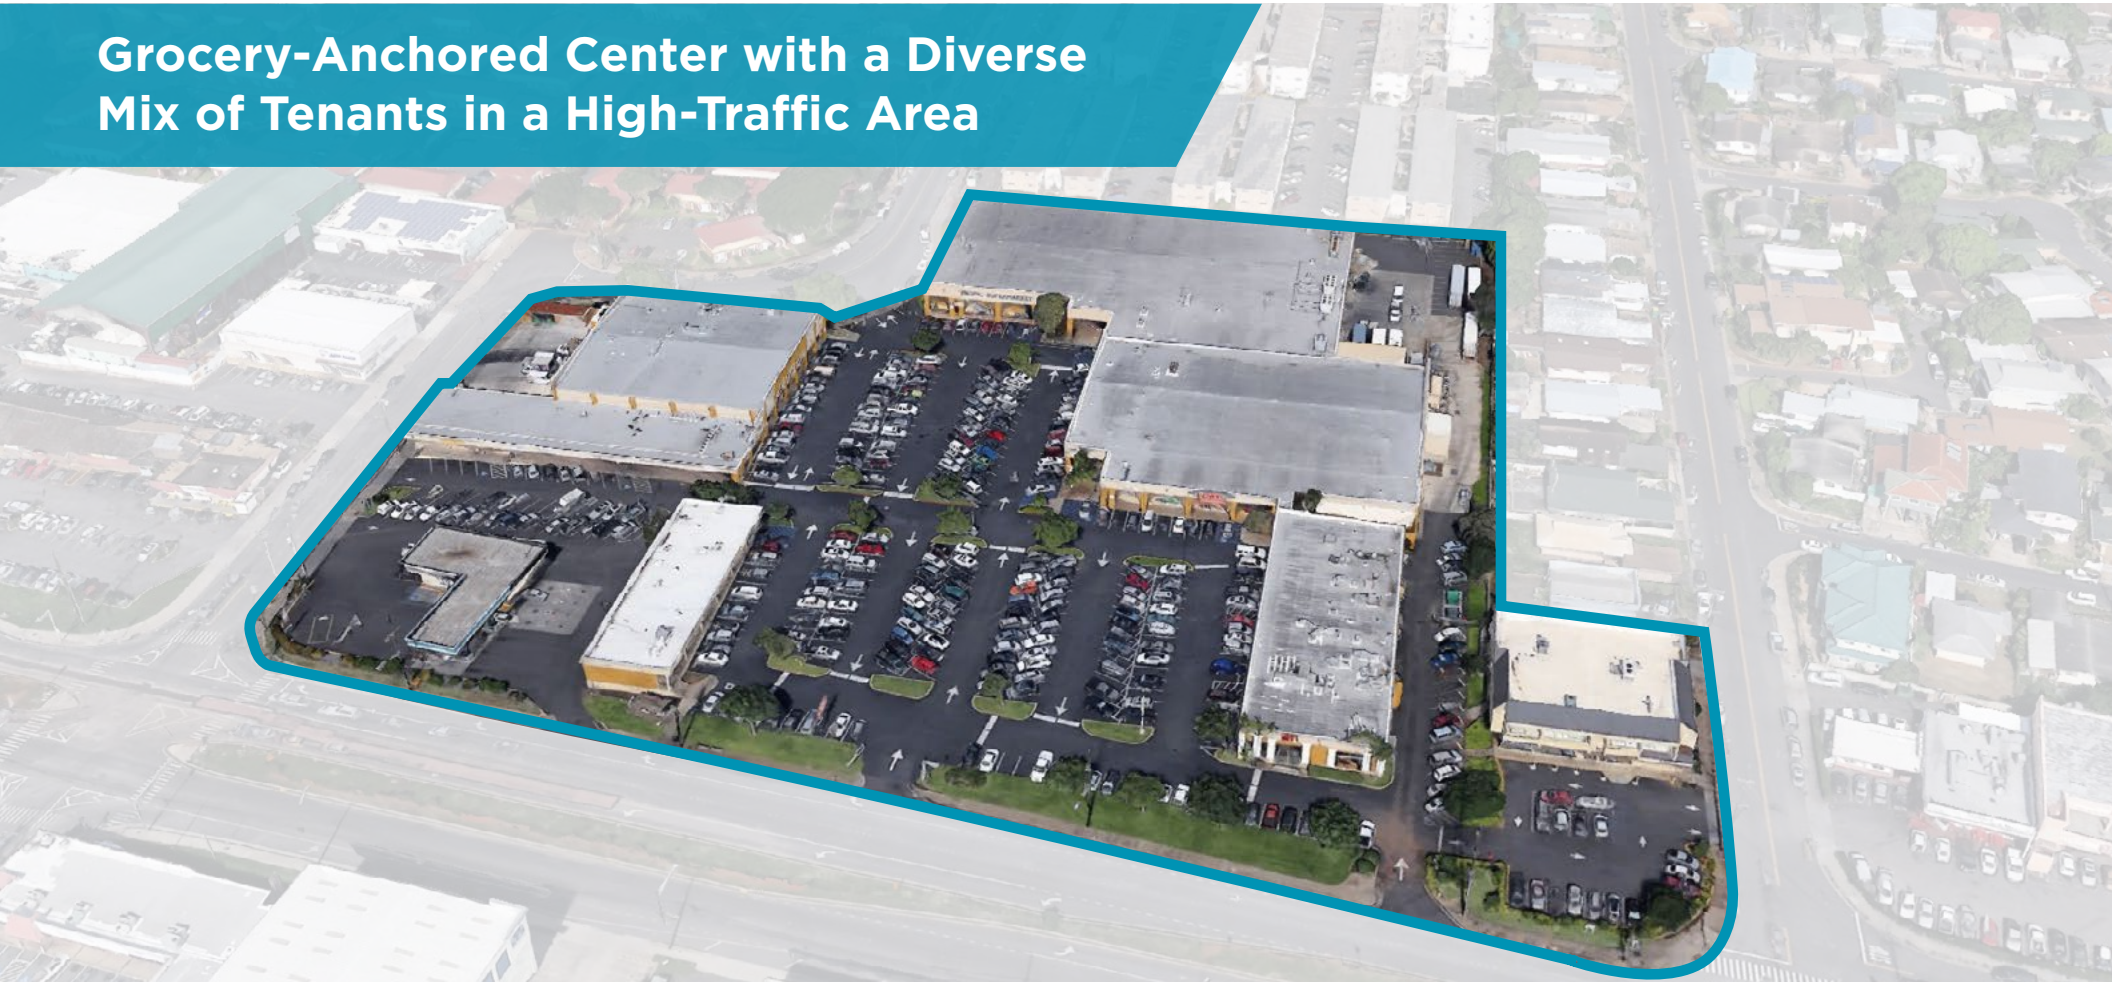 Grocery-Anchored Center with a Diverse
Mix of Tenants in a High-Traffic Area